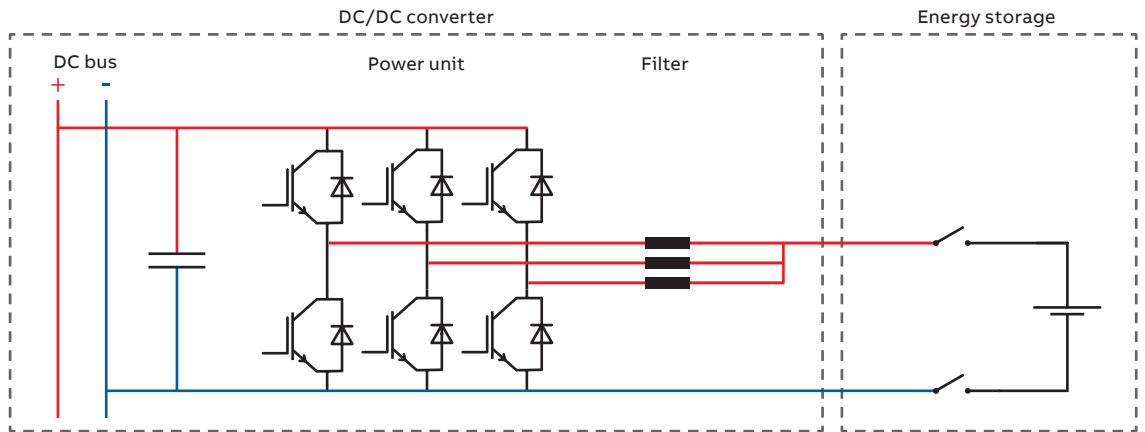 DC/DC converter
Energy storage
DC bus
Power unit
Filter
+
-